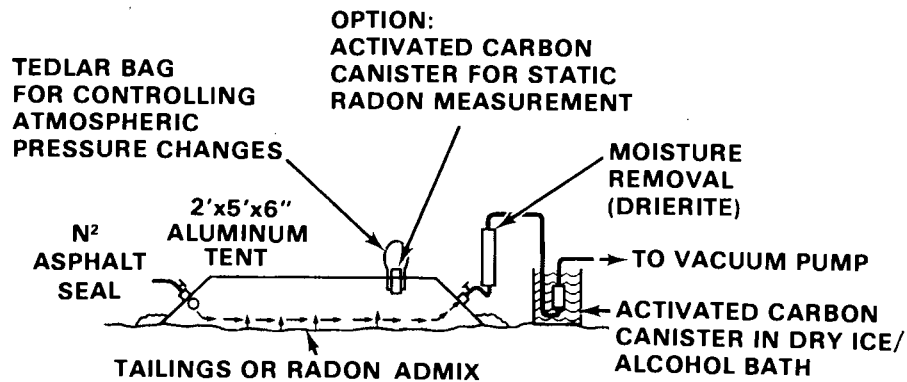 OPTION:
ACTIVATED CARBON
CANISTER FOR STATIC
RADON MEASUREMENT
TEDLAR BAG
FOR CONTROLLING
ATMOSPHERIC
PRESSURE CHANGES
MOISTURE
REMOVAL
(DRIERITE)
2'x5'x6"
ALUMINUM
TENT
N²
ASPHALT
SEAL
TO VACUUM PUMP
ACTIVATED CARBON
CANISTER IN DRY ICE/
ALCOHOL BATH
TAILINGS OR RADON ADMIX